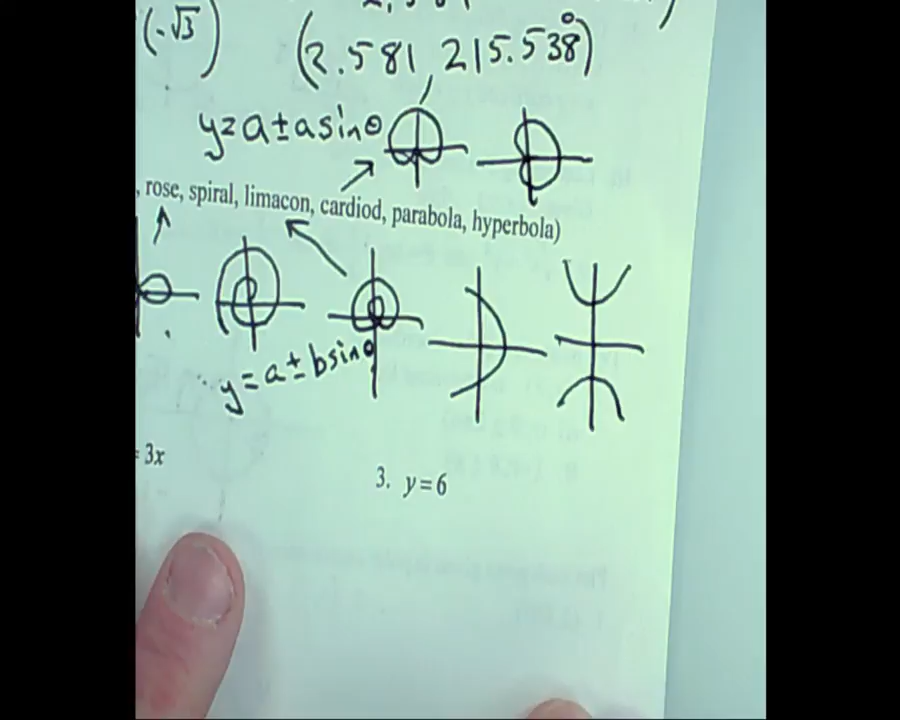 (-√3) (2.581, 215.538°)
y=a±asinθ
, rose, spiral, limacon, cardiod, parabola, hyperbola)
y=a±bsinθ
= 3x
3. y=6